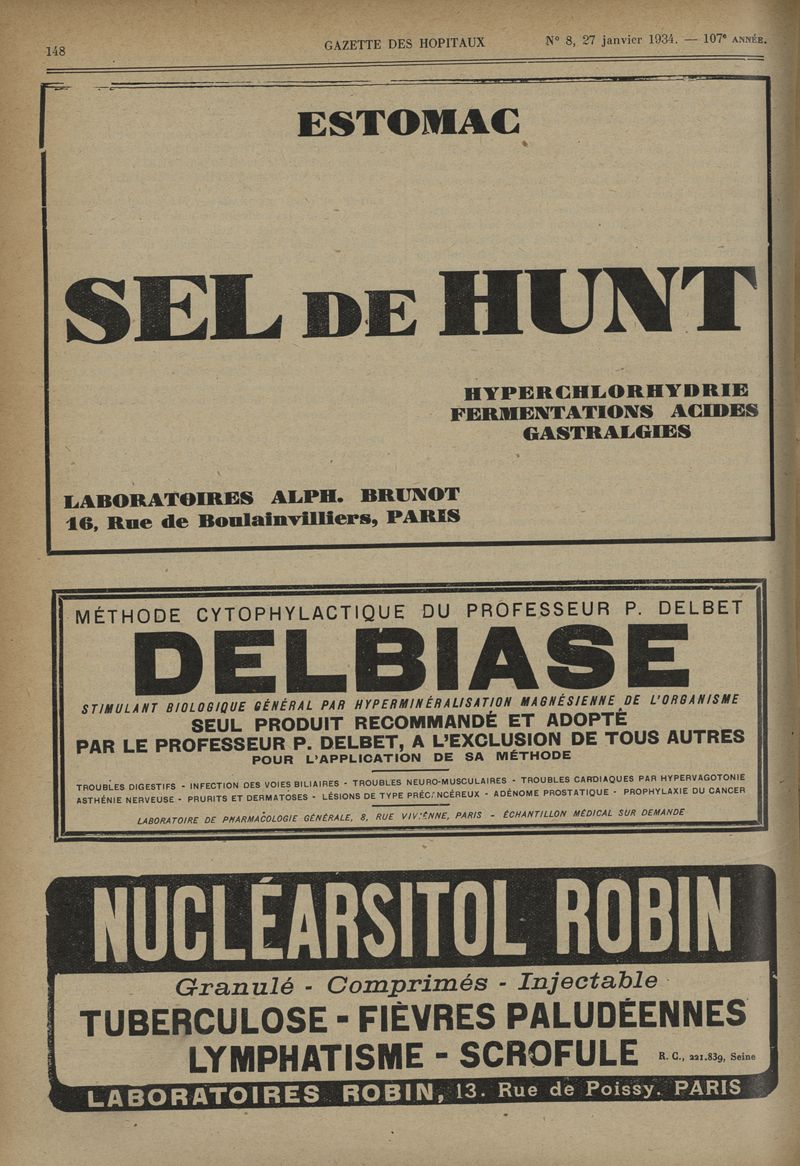 148
GAZETTE DES HOPITAUX
N° 8, 27 janvier 1934. — 107e ANNÉE.
ESTOMAC
SEL DE HUNT
HYPERCHLORHYDRIE
FERMENTATIONS ACIDES
GASTRALGIES
LABORATOIRES ALPH. BRUNOT
16, Rue de Boulainvilliers, PARIS
MÉTHODE CYTOPHYLACTIQUE DU PROFESSEUR P. DELBET
DELBIASE
STIMULANT BIOLOGIQUE GÉNÉRAL PAR HYPERMINÉRALISATION MAGNÉSIENNE DE L'ORGANISME
SEUL PRODUIT RECOMMANDÉ ET ADOPTÉ
PAR LE PROFESSEUR P. DELBET, A L'EXCLUSION DE TOUS AUTRES
POUR L'APPLICATION DE SA MÉTHODE
TROUBLES DIGESTIFS - INFECTION DES VOIES BILIAIRES - TROUBLES NEURO-MUSCULAIRES - TROUBLES CARDIAQUES PAR HYPERVAGOTONIE
ASTHÉNIE NERVEUSE - PRURITS ET DERMATOSES - LÉSIONS DE TYPE PRÉCANCÉREUX - ADÉNOME PROSTATIQUE - PROPHYLAXIE DU CANCER
LABORATOIRE DE PHARMACOLOGIE GÉNÉRALE, 8, RUE VIVIENNE, PARIS - ÉCHANTILLON MÉDICAL SUR DEMANDE
NUCLÉARSITOL ROBIN
Granulé - Comprimés - Injectable
TUBERCULOSE - FIÈVRES PALUDÉENNES
LYMPHATISME - SCROFULE R. C., 221.839, Seine
LABORATOIRES ROBIN, 13. Rue de Poissy. PARIS